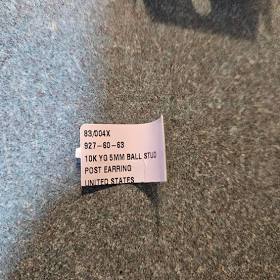 83/004X
927-60-63
10K YG 5MM BALL STUD
POST EARRING
UNITED STATES